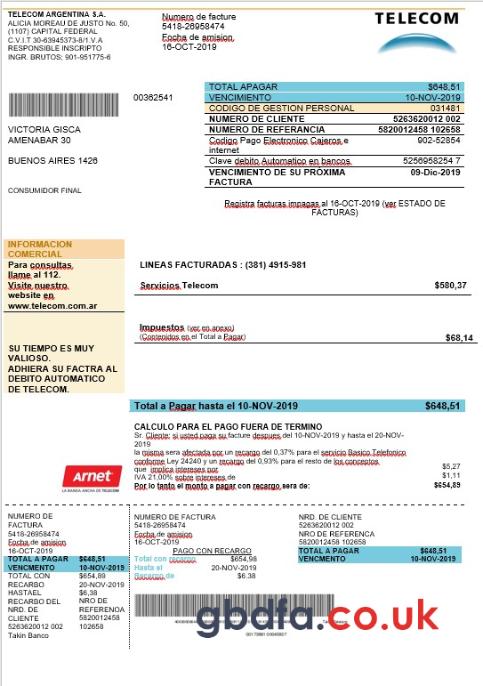 TELECOM ARGENTINA S.A.
ALICIA MOREAU DE JUSTO No. 50,
(1107) CAPITAL FEDERAL
C.V.I.T 30-63945373-8/1.V.A
RESPONSIBLE INSCRIPTO
INGR. BRUTOS; 901-951775-6
Numero de facture
5418-26958474
Focha de amision
16-OCT-2019
TELECOM
00362541
VICTORIA GISCA
AMENABAR 30
BUENOS AIRES 1426
CONSUMIDOR FINAL
TOTAL APAGAR $648,51
VENCIMIENTO 10-NOV-2019
CODIGO DE GESTION PERSONAL 031481
NUMERO DE CLIENTE 5263620012 002
NUMERO DE REFERANCIA 5820012458 102658
Codigo Pago Electronico Cajeros e internet 902-52854
Clave debito Automatico en bancos 5256958254 7
VENCIMIENTO DE SU PRÓXIMA FACTURA 09-Dic-2019
Registra facturas impagas al 16-OCT-2019 (ver ESTADO DE
FACTURAS)
INFORMACION
COMERCIAL
Para consultas
llame al 112.
Visite nuestro
website en
www.telecom.com.ar
SU TIEMPO ES MUY
VALIOSO.
ADHIERA SU FACTRA AL
DEBITO AUTOMATICO
DE TELECOM.
LINEAS FACTURADAS : (381) 4915-981
Servicios Telecom $580,37
Impuestos (ver en anexo)
(Contenidos en el Total a Pagar) $68,14
Total a Pagar hasta el 10-NOV-2019 $648,51
CALCULO PARA EL PAGO FUERA DE TERMINO
Sr. Cliente: si usted paga su facture despues del 10-NOV-2019 y hasta el 20-NOV-
2019
la misma sera afectada por un recargo del 0,37% para el servicio Basico Telefonico
conforme Ley 24240 y un recargo del 0,93% para el resto de los conceptos
que implica intereses por $5,27
IVA 21,00% sobre intereses de $1,11
Por lo tanto el monto a pagar con recargo sera de: $654,89
Arnet
LA BANDA ANCHA DE TELECOM
NUMERO DE
FACTURA
5418-26958474
Focha de amision
16-OCT-2019
TOTAL A PAGAR $648,51
VENCMENTO 10-NOV-2019
TOTAL CON $654,89
RECARBO 20-NOV-2019
HASTAEL $6,38
RECARBO DEL NRO DE
NRD. DE REFERENOA
CLIENTE 5820012458
5263620012 002 102658
Takin Banco
NUMERO DE FACTURA
5418-26958474
Focha de amision
16-OCT-2019
PAGO CON RECARGO
Total con $654,98
Hasta el 20-NOV-2019
Recargo de $6.38
NRD. DE CLIENTE
5263620012 002
NRO DE REFERENCIA
5820012458 102658
TOTAL A PAGAR $648,51
VENCMENTO 10-NOV-2019
gbdfa.co.uk